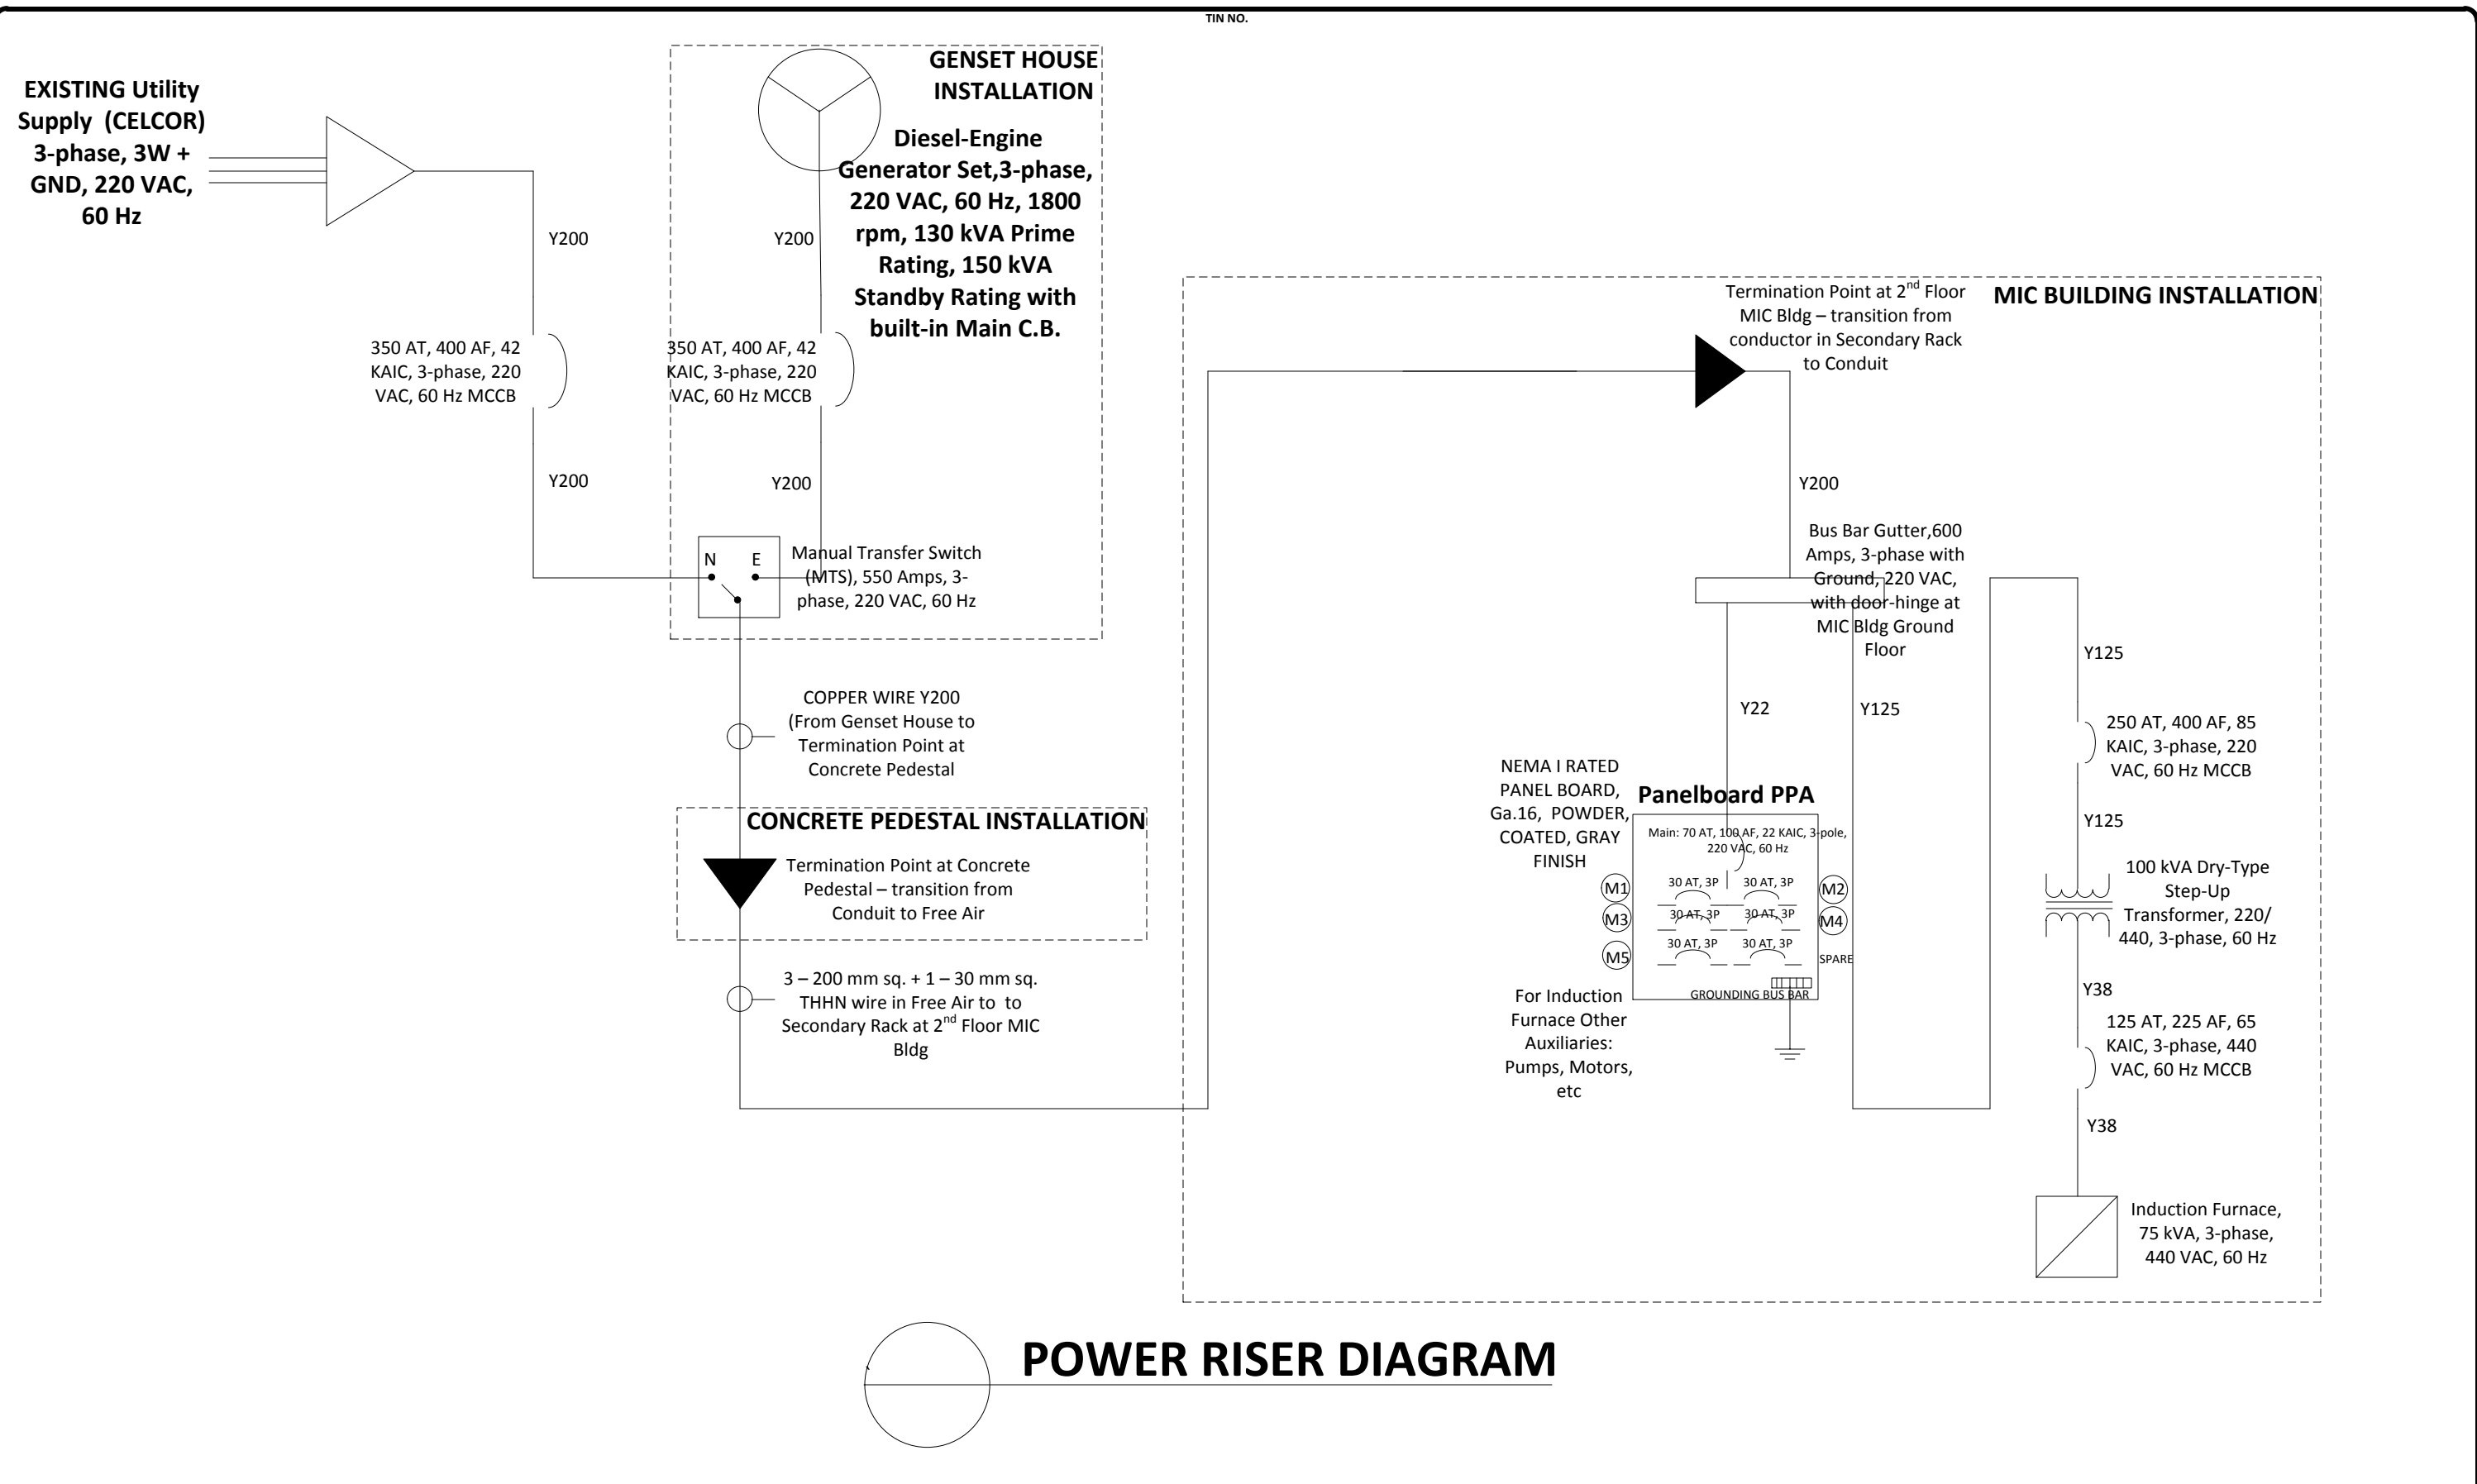 TIN NO.
EXISTING Utility
Supply (CELCOR)
3-phase, 3W +
GND, 220 VAC,
60 Hz
GENSET HOUSE
INSTALLATION
Diesel-Engine
Generator Set,3-phase,
220 VAC, 60 Hz, 1800
rpm, 130 kVA Prime
Rating, 150 kVA
Standby Rating with
built-in Main C.B.
Y200
Y200
350 AT, 400 AF, 42
KAIC, 3-phase, 220
VAC, 60 Hz MCCB
350 AT, 400 AF, 42
KAIC, 3-phase, 220
VAC, 60 Hz MCCB
Y200
Y200
N E
Manual Transfer Switch
(MTS), 550 Amps, 3-
phase, 220 VAC, 60 Hz
COPPER WIRE Y200
(From Genset House to
Termination Point at
Concrete Pedestal
CONCRETE PEDESTAL INSTALLATION
Termination Point at Concrete
Pedestal – transition from
Conduit to Free Air
3 – 200 mm sq. + 1 – 30 mm sq.
THHN wire in Free Air to to
Secondary Rack at 2nd Floor MIC
Bldg
MIC BUILDING INSTALLATION
Termination Point at 2nd Floor
MIC Bldg – transition from
conductor in Secondary Rack
to Conduit
Y200
Bus Bar Gutter,600
Amps, 3-phase with
Ground, 220 VAC,
with door-hinge at
MIC Bldg Ground
Floor
Y22
Y125
Y125
250 AT, 400 AF, 85
KAIC, 3-phase, 220
VAC, 60 Hz MCCB
Y125
100 kVA Dry-Type
Step-Up
Transformer, 220/
440, 3-phase, 60 Hz
Y38
125 AT, 225 AF, 65
KAIC, 3-phase, 440
VAC, 60 Hz MCCB
Y38
Induction Furnace,
75 kVA, 3-phase,
440 VAC, 60 Hz
NEMA I RATED
PANEL BOARD,
Ga.16, POWDER,
COATED, GRAY
FINISH
Panelboard PPA
Main: 70 AT, 100 AF, 22 KAIC, 3-pole,
220 VAC, 60 Hz
M1 30 AT, 3P 30 AT, 3P M2
M3 30 AT, 3P 30 AT, 3P M4
M5 30 AT, 3P 30 AT, 3P SPARE
GROUNDING BUS BAR
For Induction
Furnace Other
Auxiliaries:
Pumps, Motors,
etc
POWER RISER DIAGRAM